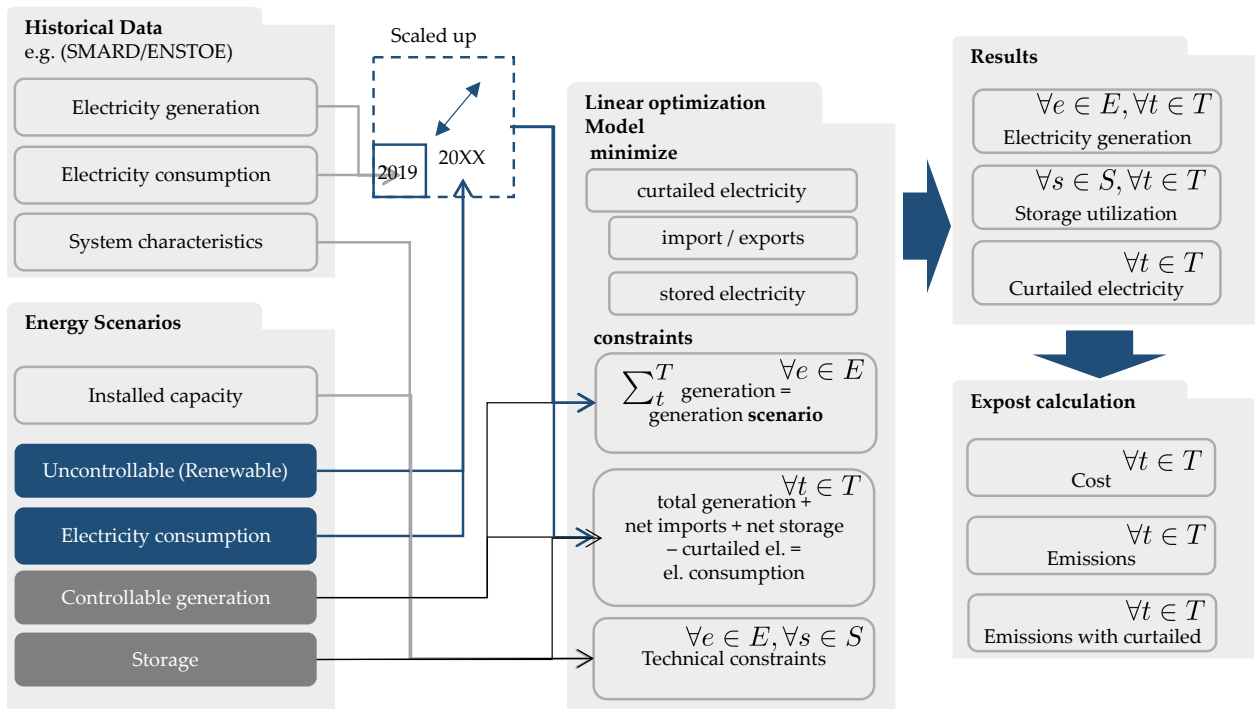 Historical Data
e.g. (SMARD/ENSTOE)
Electricity generation
Electricity consumption
System characteristics
Energy Scenarios
Installed capacity
Uncontrollable (Renewable)
Electricity consumption
Controllable generation
Storage
Scaled up
2019
20XX
Linear optimization
Model
minimize
curtailed electricity
import / exports
stored electricity
constraints
∀e ∈ E
∑_t^T generation =
generation scenario
∀t ∈ T
total generation +
net imports + net storage
– curtailed el. =
el. consumption
∀e ∈ E, ∀s ∈ S
Technical constraints
Results
∀e ∈ E, ∀t ∈ T
Electricity generation
∀s ∈ S, ∀t ∈ T
Storage utilization
∀t ∈ T
Curtailed electricity
Expost calculation
∀t ∈ T
Cost
∀t ∈ T
Emissions
∀t ∈ T
Emissions with curtailed